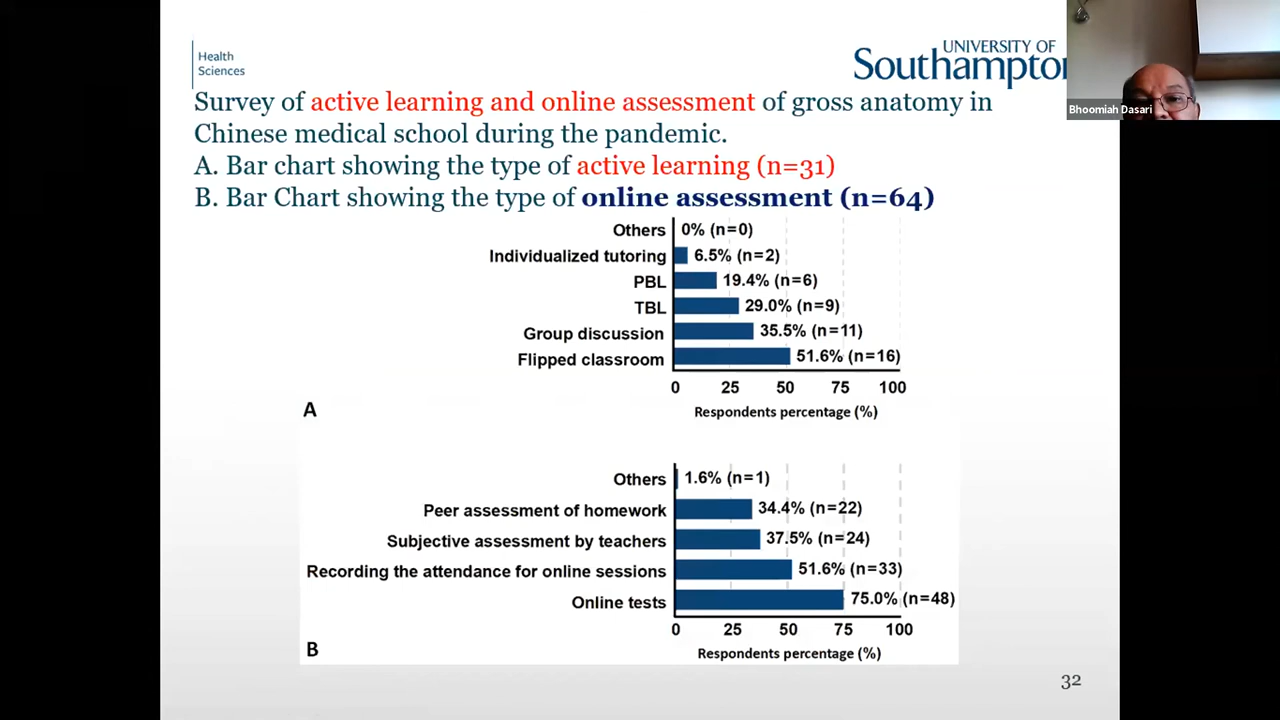 Health
Sciences
UNIVERSITY OF
Southampton
Bhoomiah Dasari
Survey of active learning and online assessment of gross anatomy in
Chinese medical school during the pandemic.
A. Bar chart showing the type of active learning (n=31)
B. Bar Chart showing the type of online assessment (n=64)
Others 0% (n=0)
Individualized tutoring 6.5% (n=2)
PBL 19.4% (n=6)
TBL 29.0% (n=9)
Group discussion 35.5% (n=11)
Flipped classroom 51.6% (n=16)
0 25 50 75 100
Respondents percentage (%)
A
Others 1.6% (n=1)
Peer assessment of homework 34.4% (n=22)
Subjective assessment by teachers 37.5% (n=24)
Recording the attendance for online sessions 51.6% (n=33)
Online tests 75.0% (n=48)
0 25 50 75 100
Respondents percentage (%)
B
32